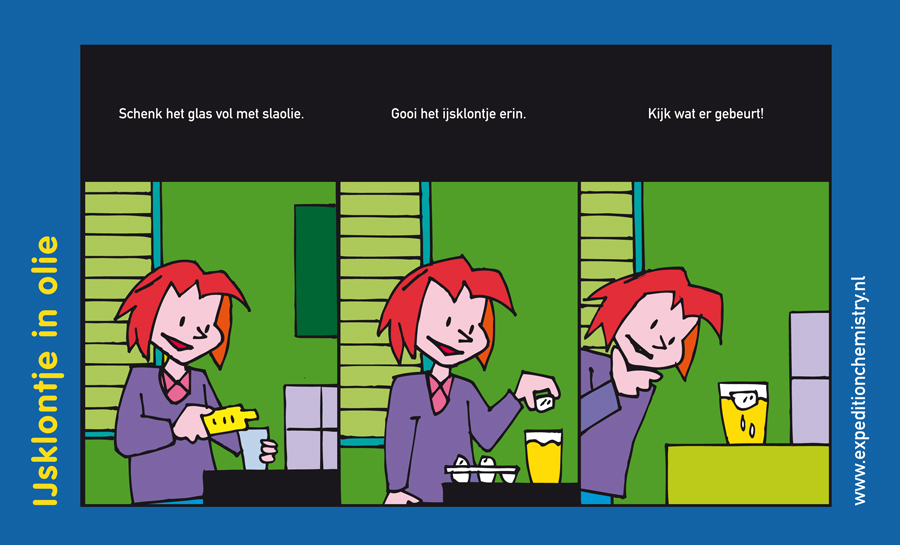 IJsklontje in olie
Schenk het glas vol met slaolie.
Gooi het ijsklontje erin.
Kijk wat er gebeurt!
www.expeditionchemistry.nl